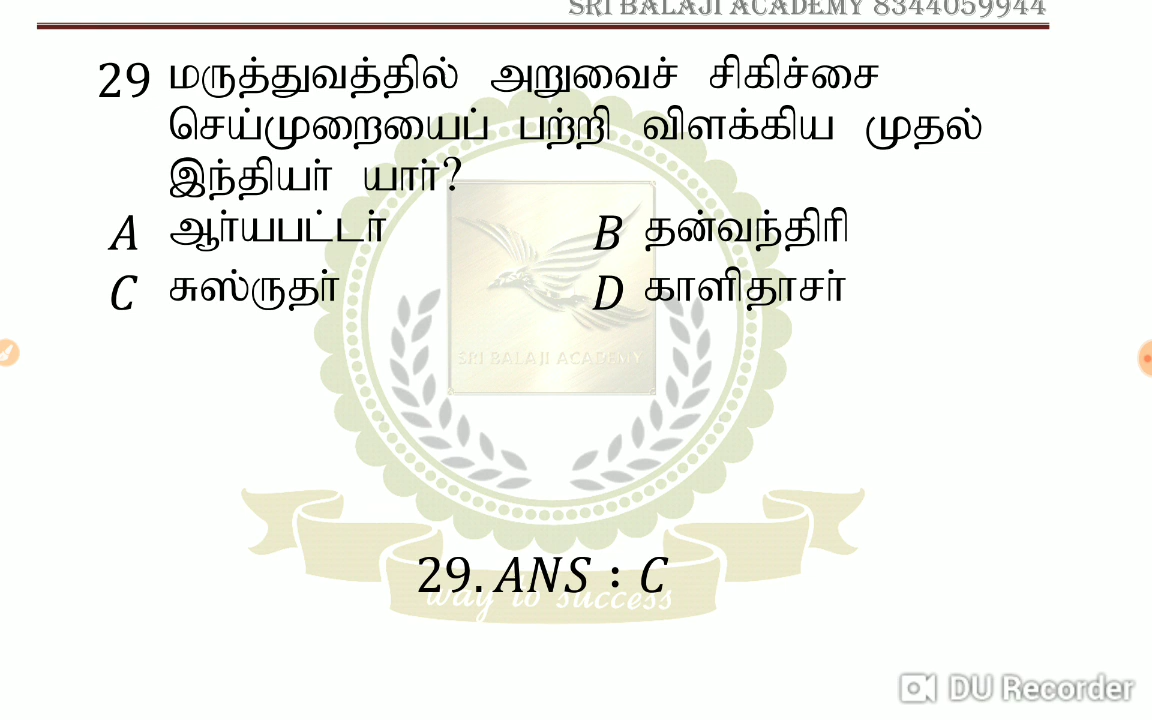 SRI BALAJI ACADEMY 8344059944
29 மருத்துவத்தில் அறுவைச் சிகிச்சை
செய்முறையைப் பற்றி விளக்கிய முதல்
இந்தியர் யார்?
A ஆர்யபட்டர் B தன்வந்திரி
C சுஸ்ருதர் D காளிதாசர்
SRI BALAJI ACADEMY
29. ANS : C
way to success
DU Recorder